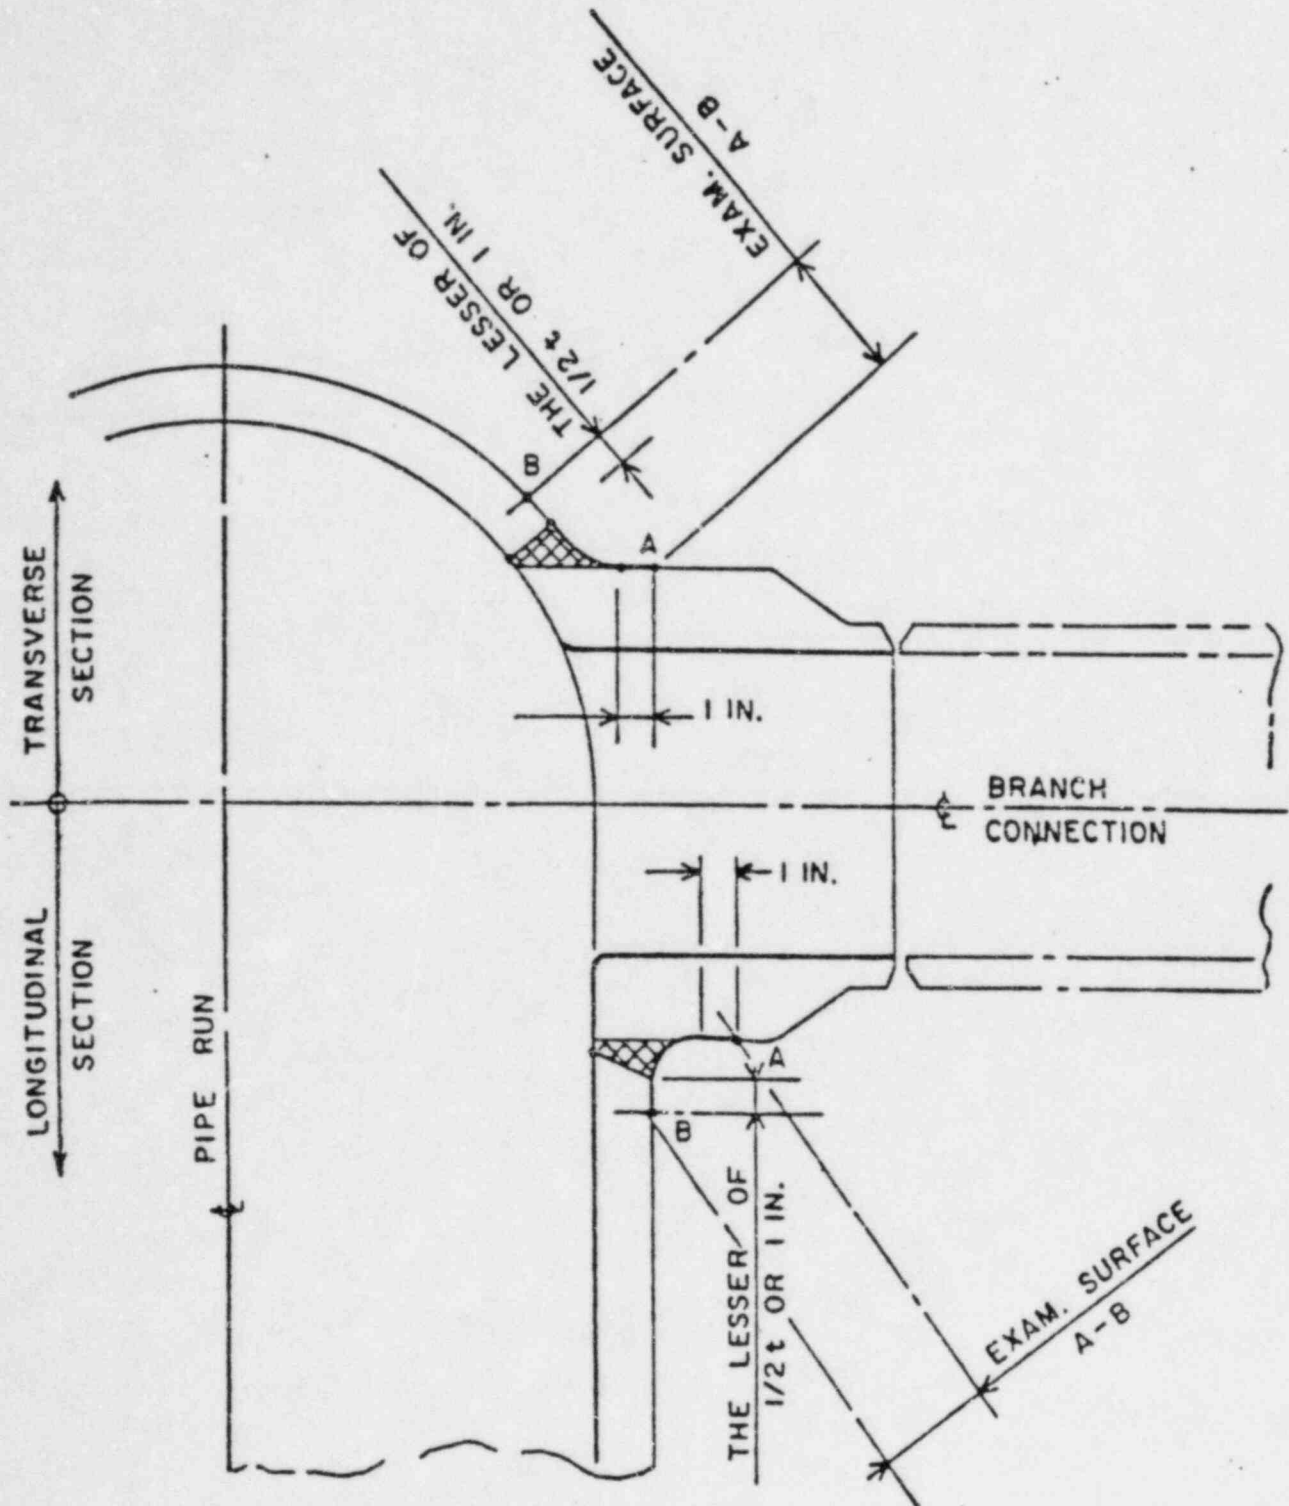 EXAM. SURFACE
A-B
THE LESSER OF
1/2t OR 1 IN.
B
A
TRANSVERSE
SECTION
1 IN.
BRANCH
CONNECTION
1 IN.
LONGITUDINAL
SECTION
PIPE RUN
A
B
THE LESSER OF
1/2t OR 1 IN.
EXAM. SURFACE
A-B